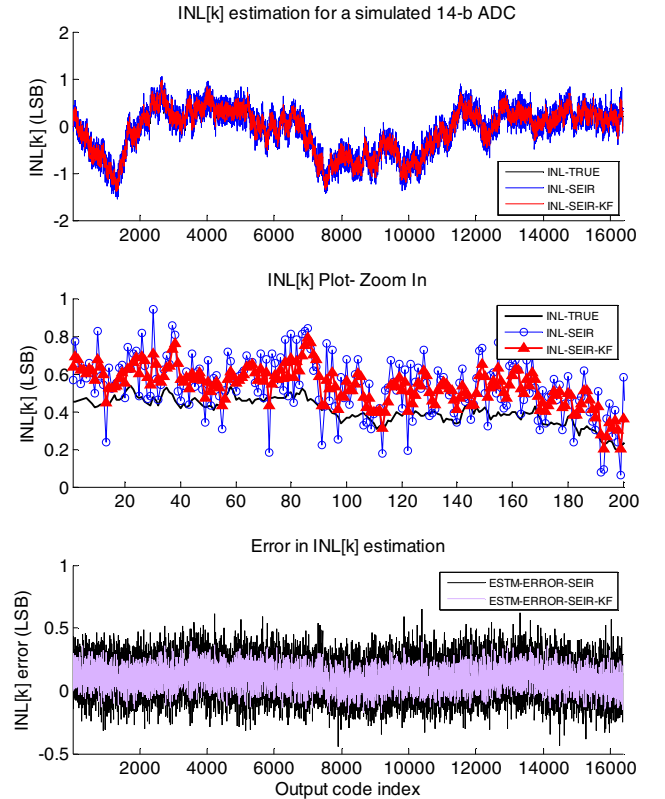 INL[k] estimation for a simulated 14-b ADC
INL[k] (LSB)
2
1
0
-1
-2
INL-TRUE
INL-SEIR
INL-SEIR-KF
2000 4000 6000 8000 10000 12000 14000 16000
INL[k] Plot- Zoom In
INL[k] (LSB)
1
0.8
0.6
0.4
0.2
0
INL-TRUE
INL-SEIR
INL-SEIR-KF
20 40 60 80 100 120 140 160 180 200
Error in INL[k] estimation
INL[k] error (LSB)
1
0.5
0
-0.5
ESTM-ERROR-SEIR
ESTM-ERROR-SEIR-KF
2000 4000 6000 8000 10000 12000 14000 16000
Output code index